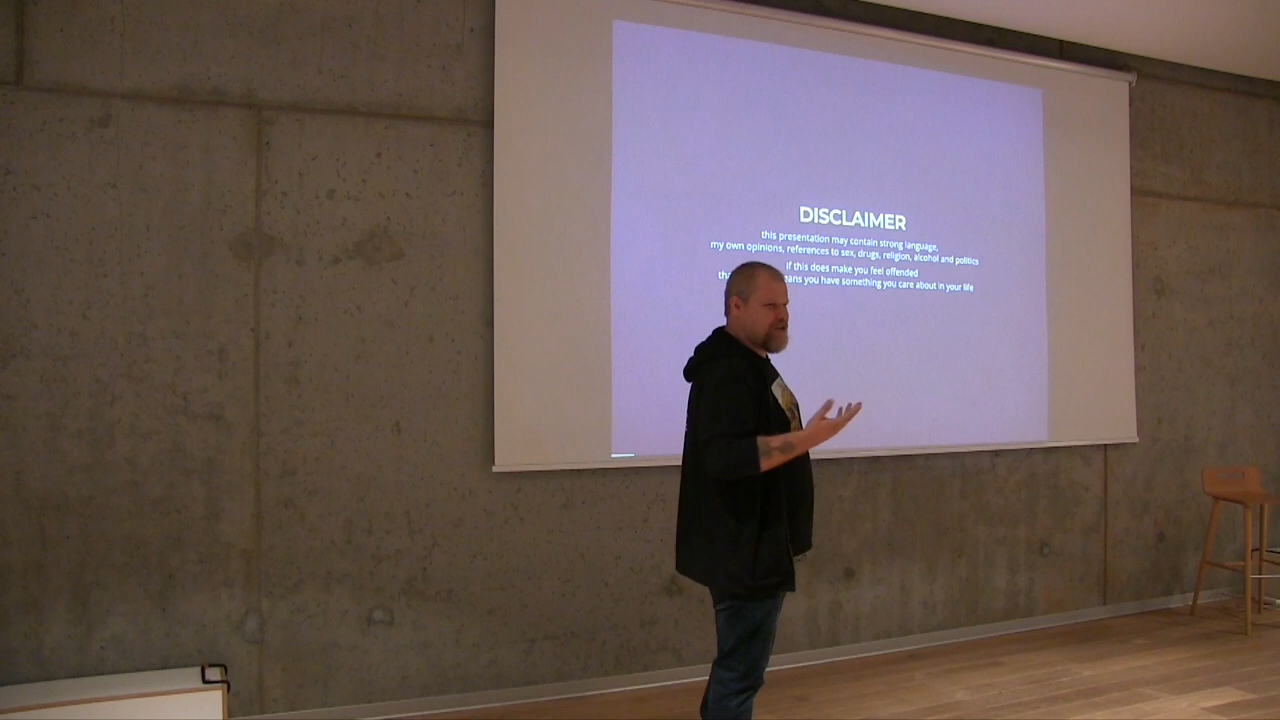 DISCLAIMER
this presentation may contain strong language,
my own opinions, references to sex, drugs, religion, alcohol and politics
If this does make you feel offended
you have something you care about in your life